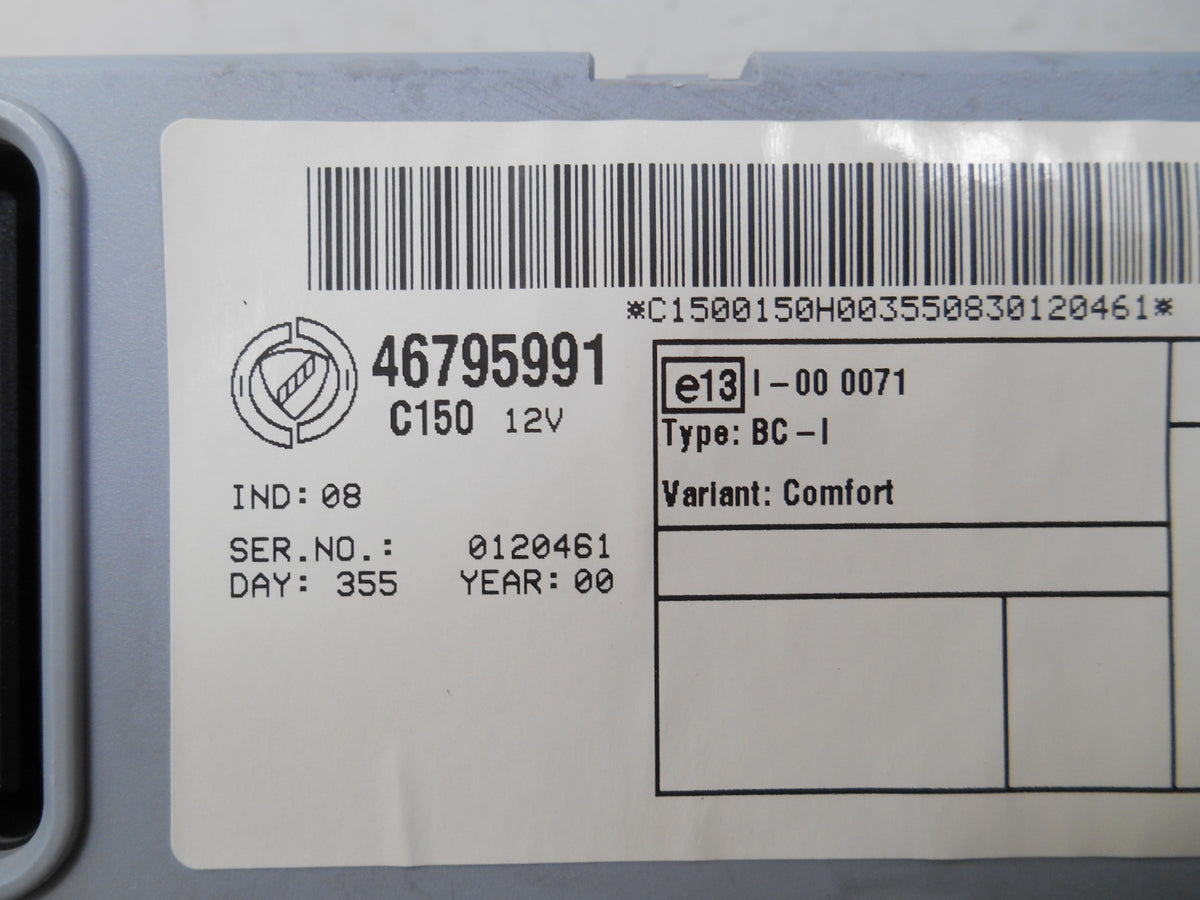 *C1500150H003550830120461*
46795991
C150 12V
e13 I-00 0071
Type: BC-I
Variant: Comfort
IND: 08
SER.NO.: 0120461
DAY: 355 YEAR: 00